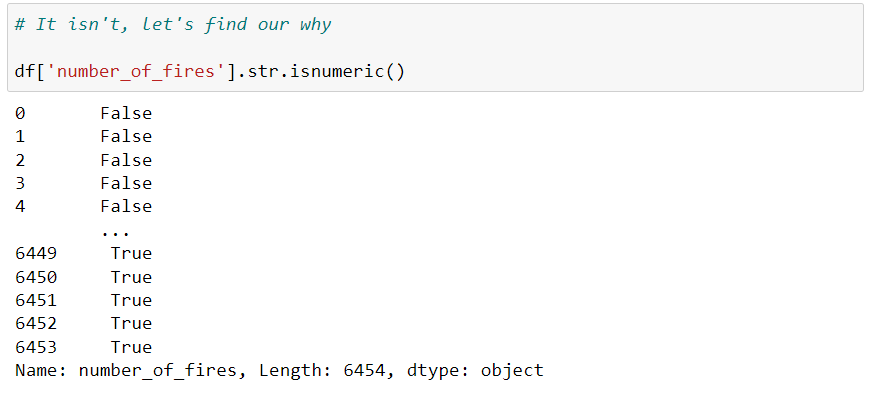 # It isn't, let's find our why
df['number_of_fires'].str.isnumeric()
0       False
1       False
2       False
3       False
4       False
        ...
6449     True
6450     True
6451     True
6452     True
6453     True
Name: number_of_fires, Length: 6454, dtype: object